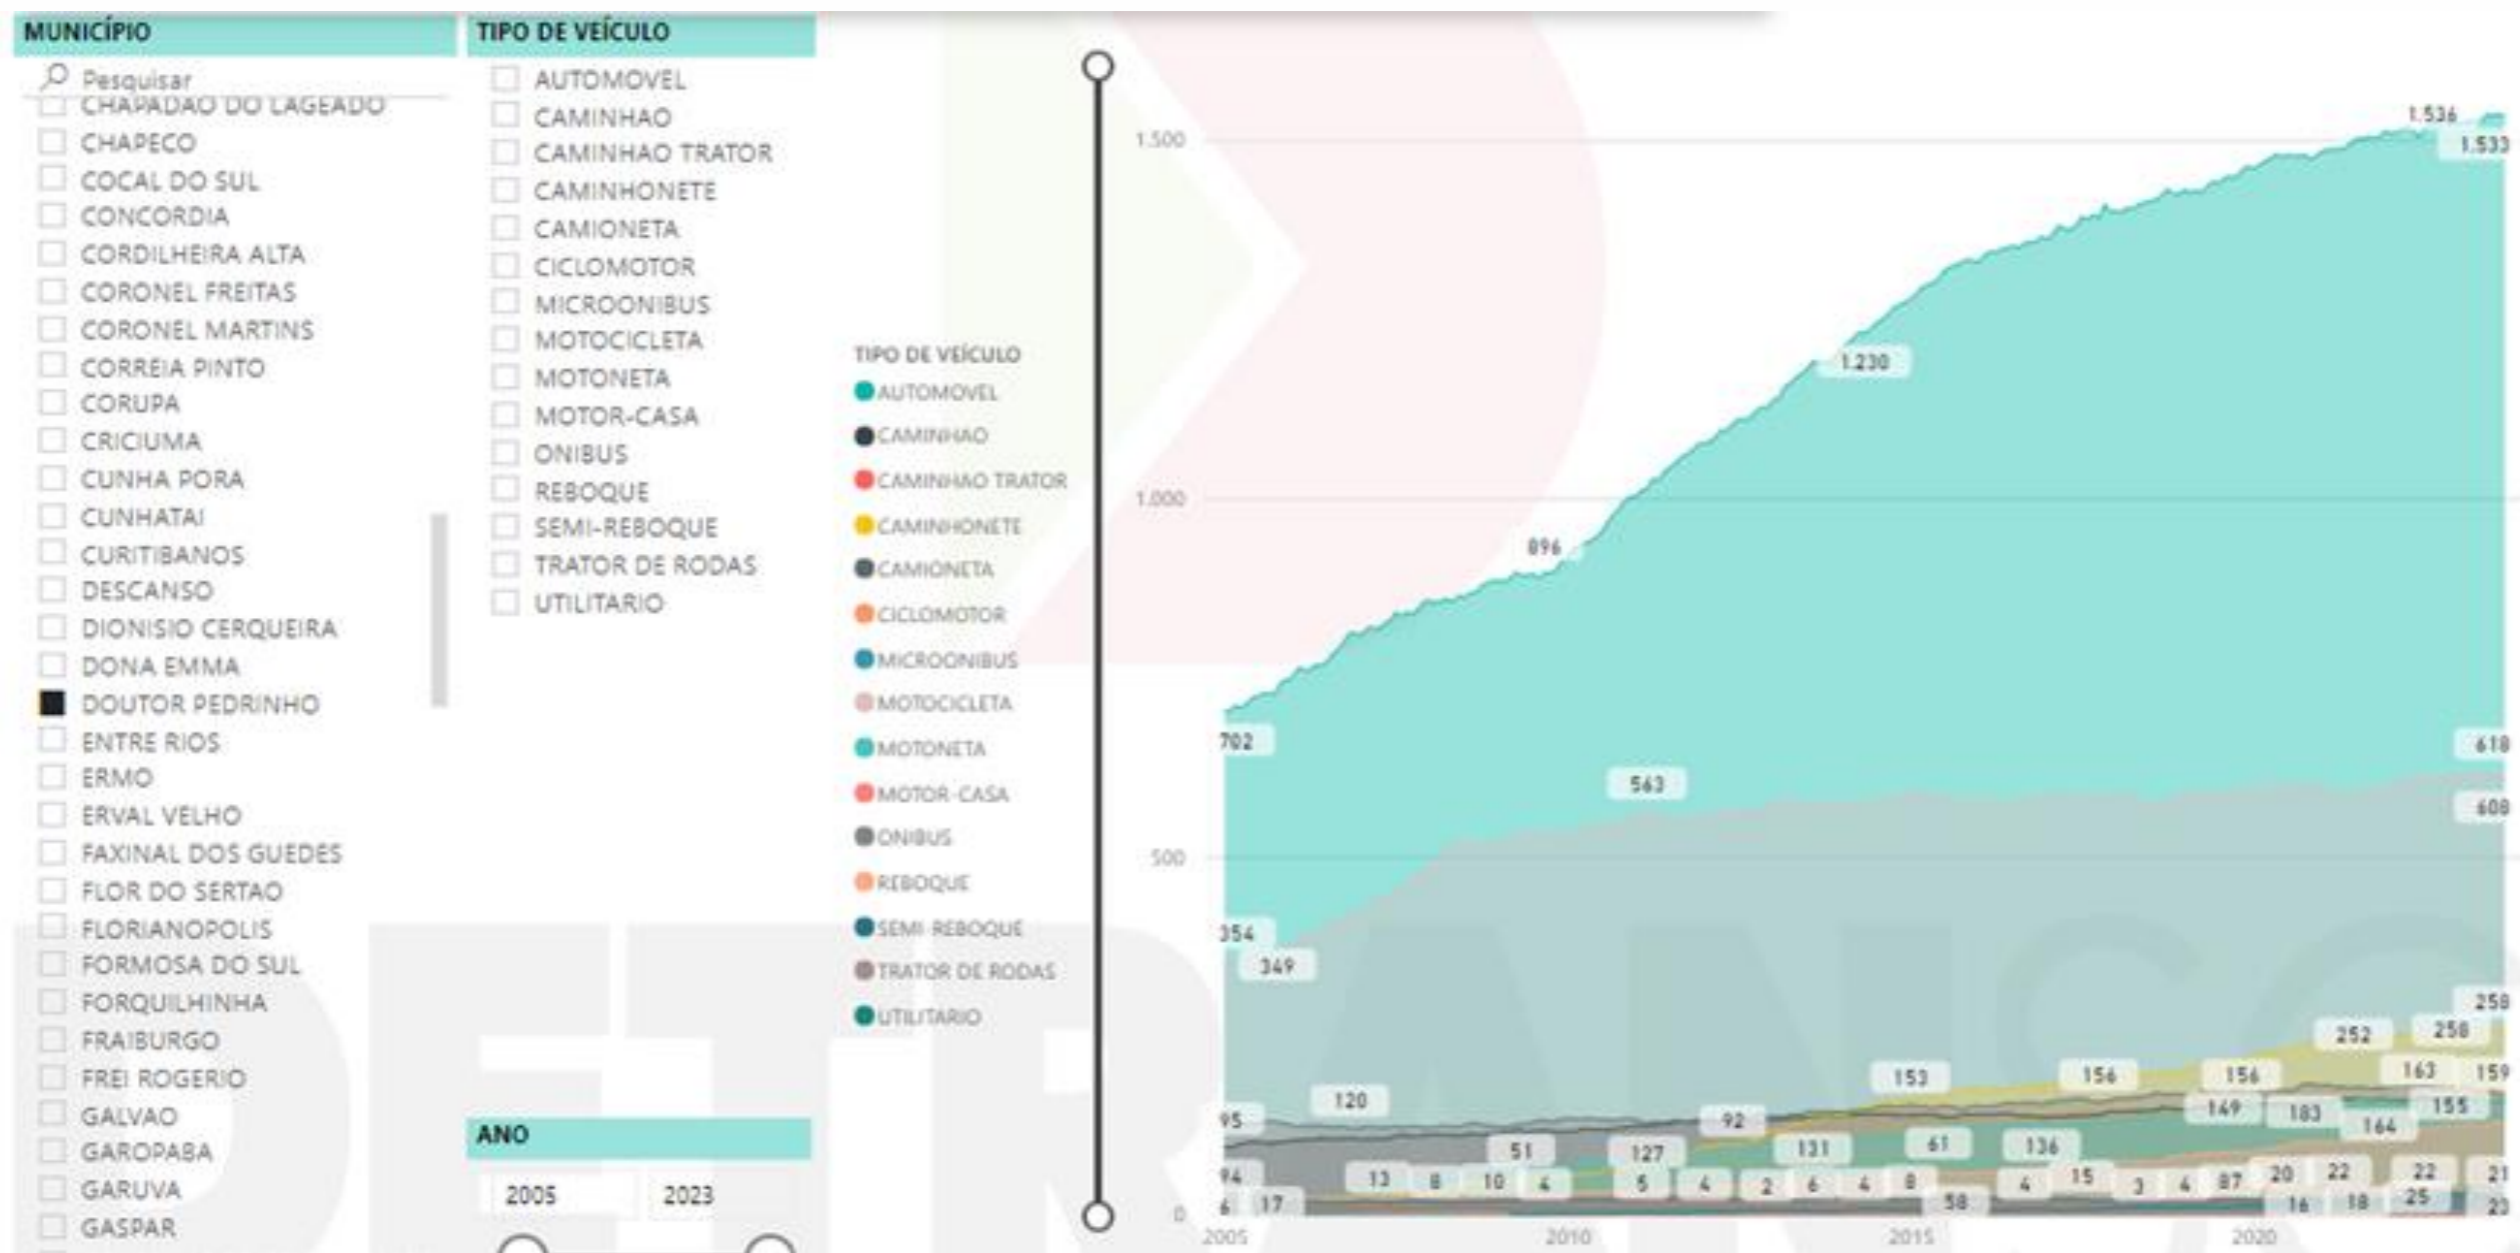 MUNICÍPIO
Pesquisar
CHAPADAO DO LAGEADO
CHAPECO
COCAL DO SUL
CONCORDIA
CORDILHEIRA ALTA
CORONEL FREITAS
CORONEL MARTINS
CORREIA PINTO
CORUPA
CRICIUMA
CUNHA PORA
CUNHATAI
CURITIBANOS
DESCANSO
DIONISIO CERQUEIRA
DONA EMMA
DOUTOR PEDRINHO
ENTRE RIOS
ERMO
ERVAL VELHO
FAXINAL DOS GUEDES
FLOR DO SERTAO
FLORIANOPOLIS
FORMOSA DO SUL
FORQUILHINHA
FRAIBURGO
FREI ROGERIO
GALVAO
GAROPABA
GARUVA
GASPAR
TIPO DE VEÍCULO
AUTOMOVEL
CAMINHAO
CAMINHAO TRATOR
CAMINHONETE
CAMIONETA
CICLOMOTOR
MICROONIBUS
MOTOCICLETA
MOTONETA
MOTOR-CASA
ONIBUS
REBOQUE
SEMI-REBOQUE
TRATOR DE RODAS
UTILITARIO
ANO
2005 2023
TIPO DE VEÍCULO
AUTOMOVEL
CAMINHAO
CAMINHAO TRATOR
CAMINHONETE
CAMIONETA
CICLOMOTOR
MICROONIBUS
MOTOCICLETA
MOTONETA
MOTOR-CASA
ONIBUS
REBOQUE
SEMI-REBOQUE
TRATOR DE RODAS
UTILITARIO
1.536
1.500
1.533
1.230
1.000
896
702
618
563
608
500
354
349
258
252 258
153 156 156 163 159
120
95 92 149 183 155
164
51 127 131 61 136
94 13 8 10 4 5 4 2 6 4 8 4 15 3 4 87 20 22 22 21
6 17 58 16 18 25 23
0
2005 2010 2015 2020
DETRANSC